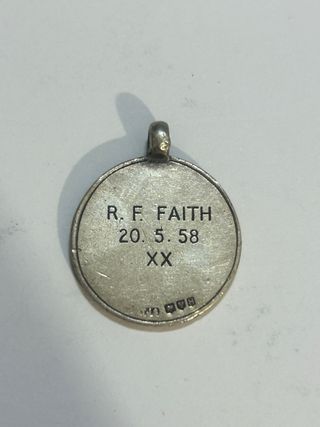 R. F. FAITH
20. 5. 58
XX